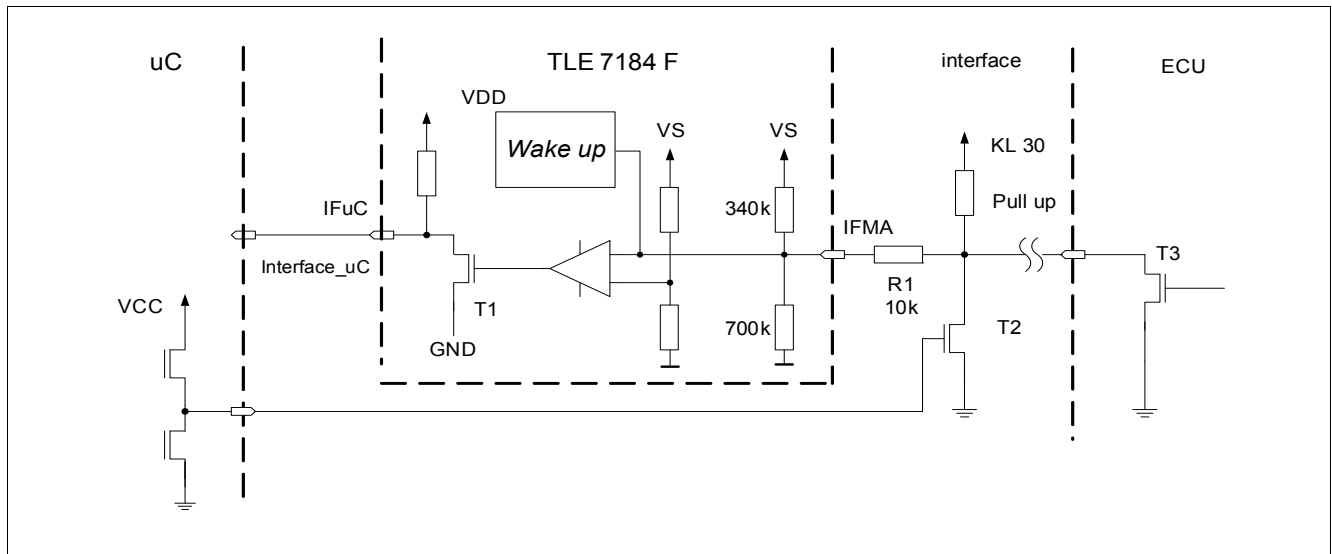 uC
TLE 7184 F
interface
ECU
VDD
Wake up
VS
VS
KL 30
Pull up
340k
IFuC
IFMA
T3
Interface_uC
R1
10k
T1
T2
VCC
700k
GND